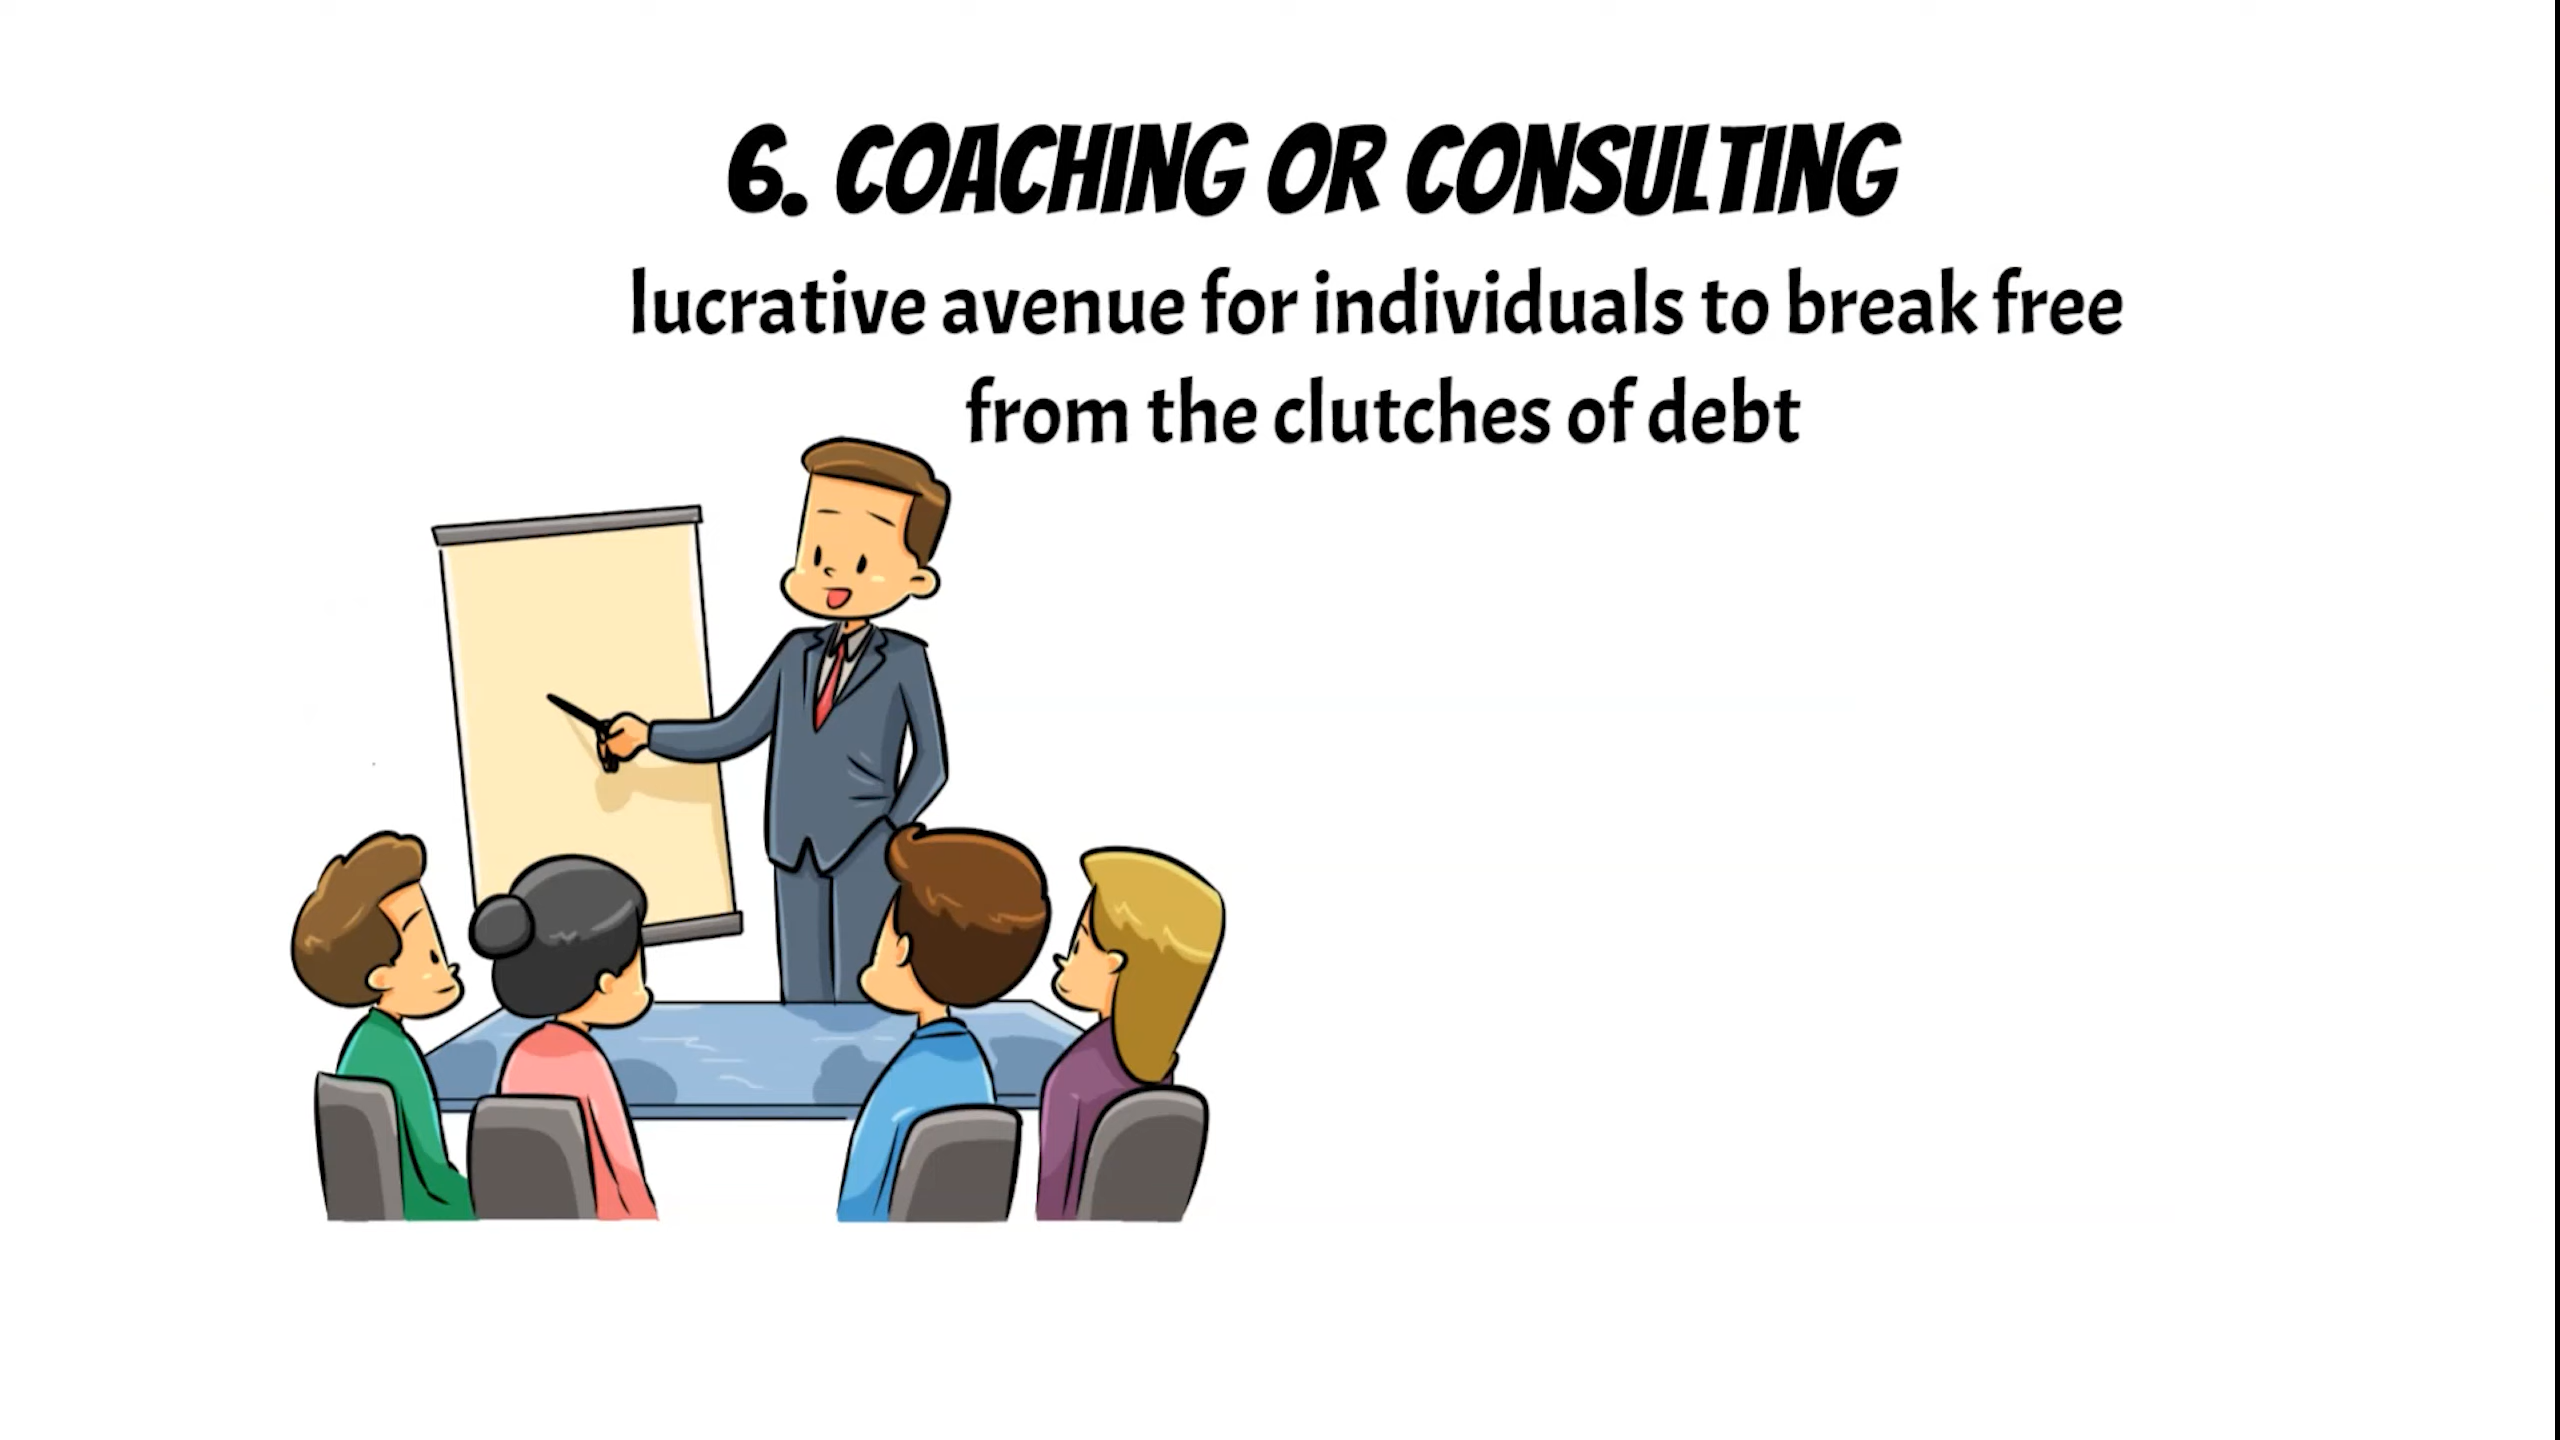 6. COACHING OR CONSULTING
lucrative avenue for individuals to break free
from the clutches of debt